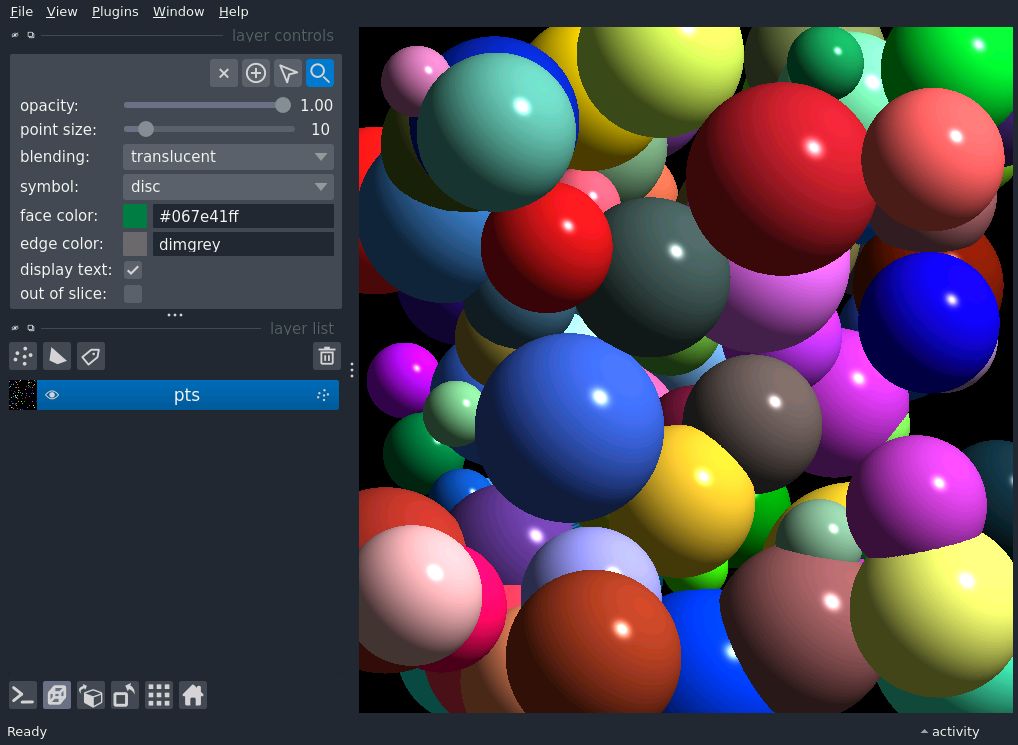 File View Plugins Window Help
layer controls
opacity: 1.00
point size: 10
blending: translucent
symbol: disc
face color: #067e41ff
edge color: dimgrey
display text:
out of slice:
layer list
pts
Ready
activity